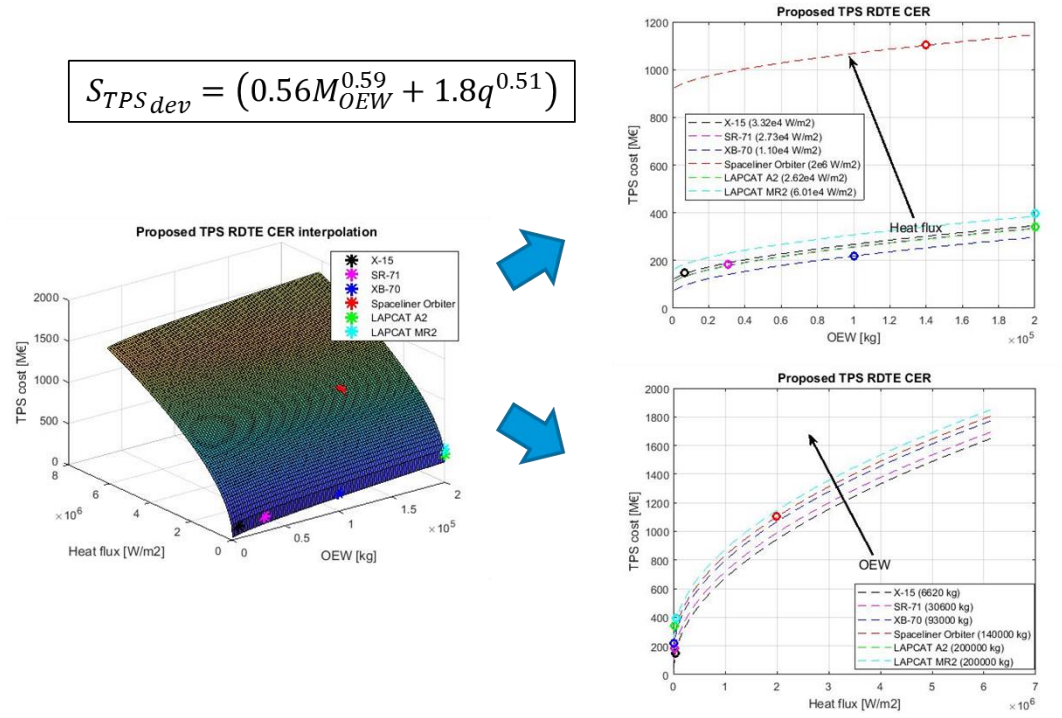 S_{TPS_{dev}} = (0.56M_{OEW}^{0.59} + 1.8q^{0.51})
Proposed TPS RDTE CER interpolation
X-15
SR-71
XB-70
Spaceliner Orbiter
LAPCAT A2
LAPCAT MR2
TPS cost [M€]
2000
1500
1000
500
0
8
6
4
2
0
× 10^6
Heat flux [W/m2]
0
0.5
1
1.5
2
× 10^5
OEW [kg]
Proposed TPS RDTE CER
TPS cost [M€]
1200
1000
800
600
400
200
0
X-15 (3.32e4 W/m2)
SR-71 (2.73e4 W/m2)
XB-70 (1.10e4 W/m2)
Spaceliner Orbiter (2e6 W/m2)
LAPCAT A2 (2.62e4 W/m2)
LAPCAT MR2 (6.01e4 W/m2)
Heat flux
0 0.2 0.4 0.6 0.8 1 1.2 1.4 1.6 1.8 2
OEW [kg]
× 10^5
Proposed TPS RDTE CER
TPS cost [M€]
2000
1800
1600
1400
1200
1000
800
600
400
200
0
OEW
X-15 (6620 kg)
SR-71 (30600 kg)
XB-70 (93000 kg)
Spaceliner Orbiter (140000 kg)
LAPCAT A2 (200000 kg)
LAPCAT MR2 (200000 kg)
0 1 2 3 4 5 6 7
Heat flux [W/m2]
× 10^6